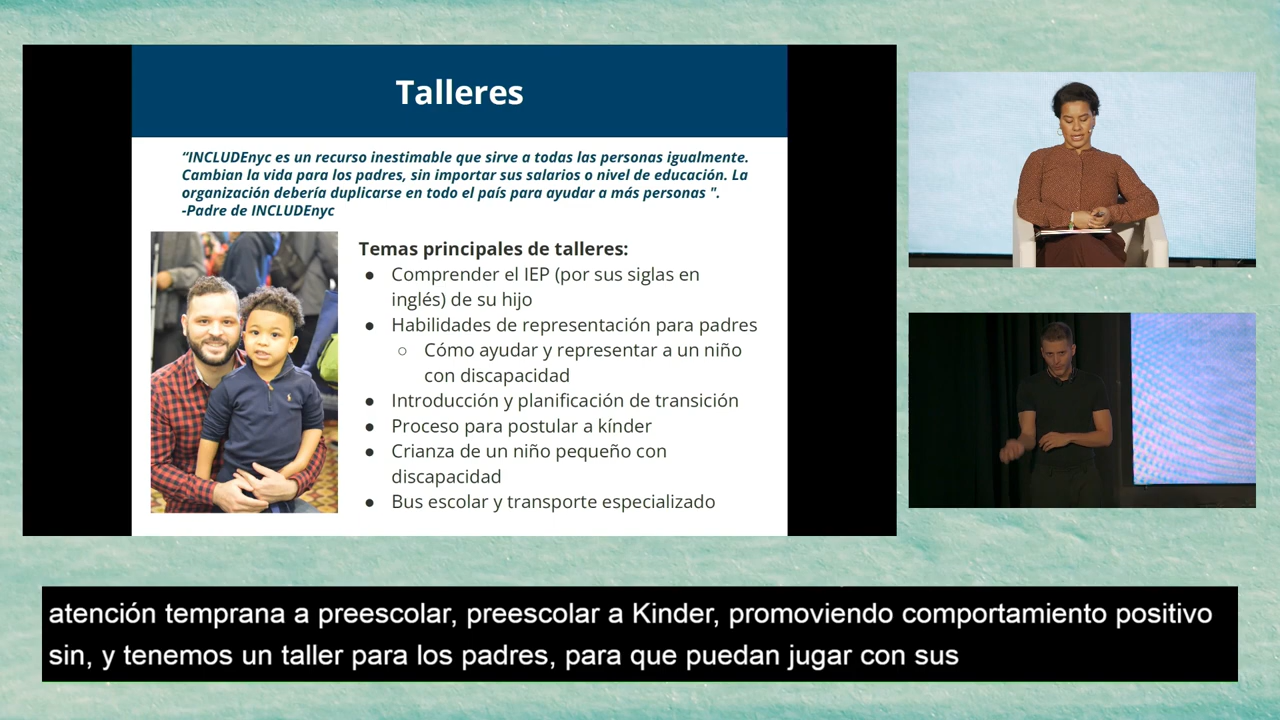 Talleres
“INCLUDEnyc es un recurso inestimable que sirve a todas las personas igualmente.
Cambian la vida para los padres, sin importar sus salarios o nivel de educación. La
organización debería duplicarse en todo el país para ayudar a más personas ".
-Padre de INCLUDEnyc
Temas principales de talleres:
● Comprender el IEP (por sus siglas en
inglés) de su hijo
● Habilidades de representación para padres
○ Cómo ayudar y representar a un niño
con discapacidad
● Introducción y planificación de transición
● Proceso para postular a kínder
● Crianza de un niño pequeño con
discapacidad
● Bus escolar y transporte especializado
atención temprana a preescolar, preescolar a Kinder, promoviendo comportamiento positivo
sin, y tenemos un taller para los padres, para que puedan jugar con sus